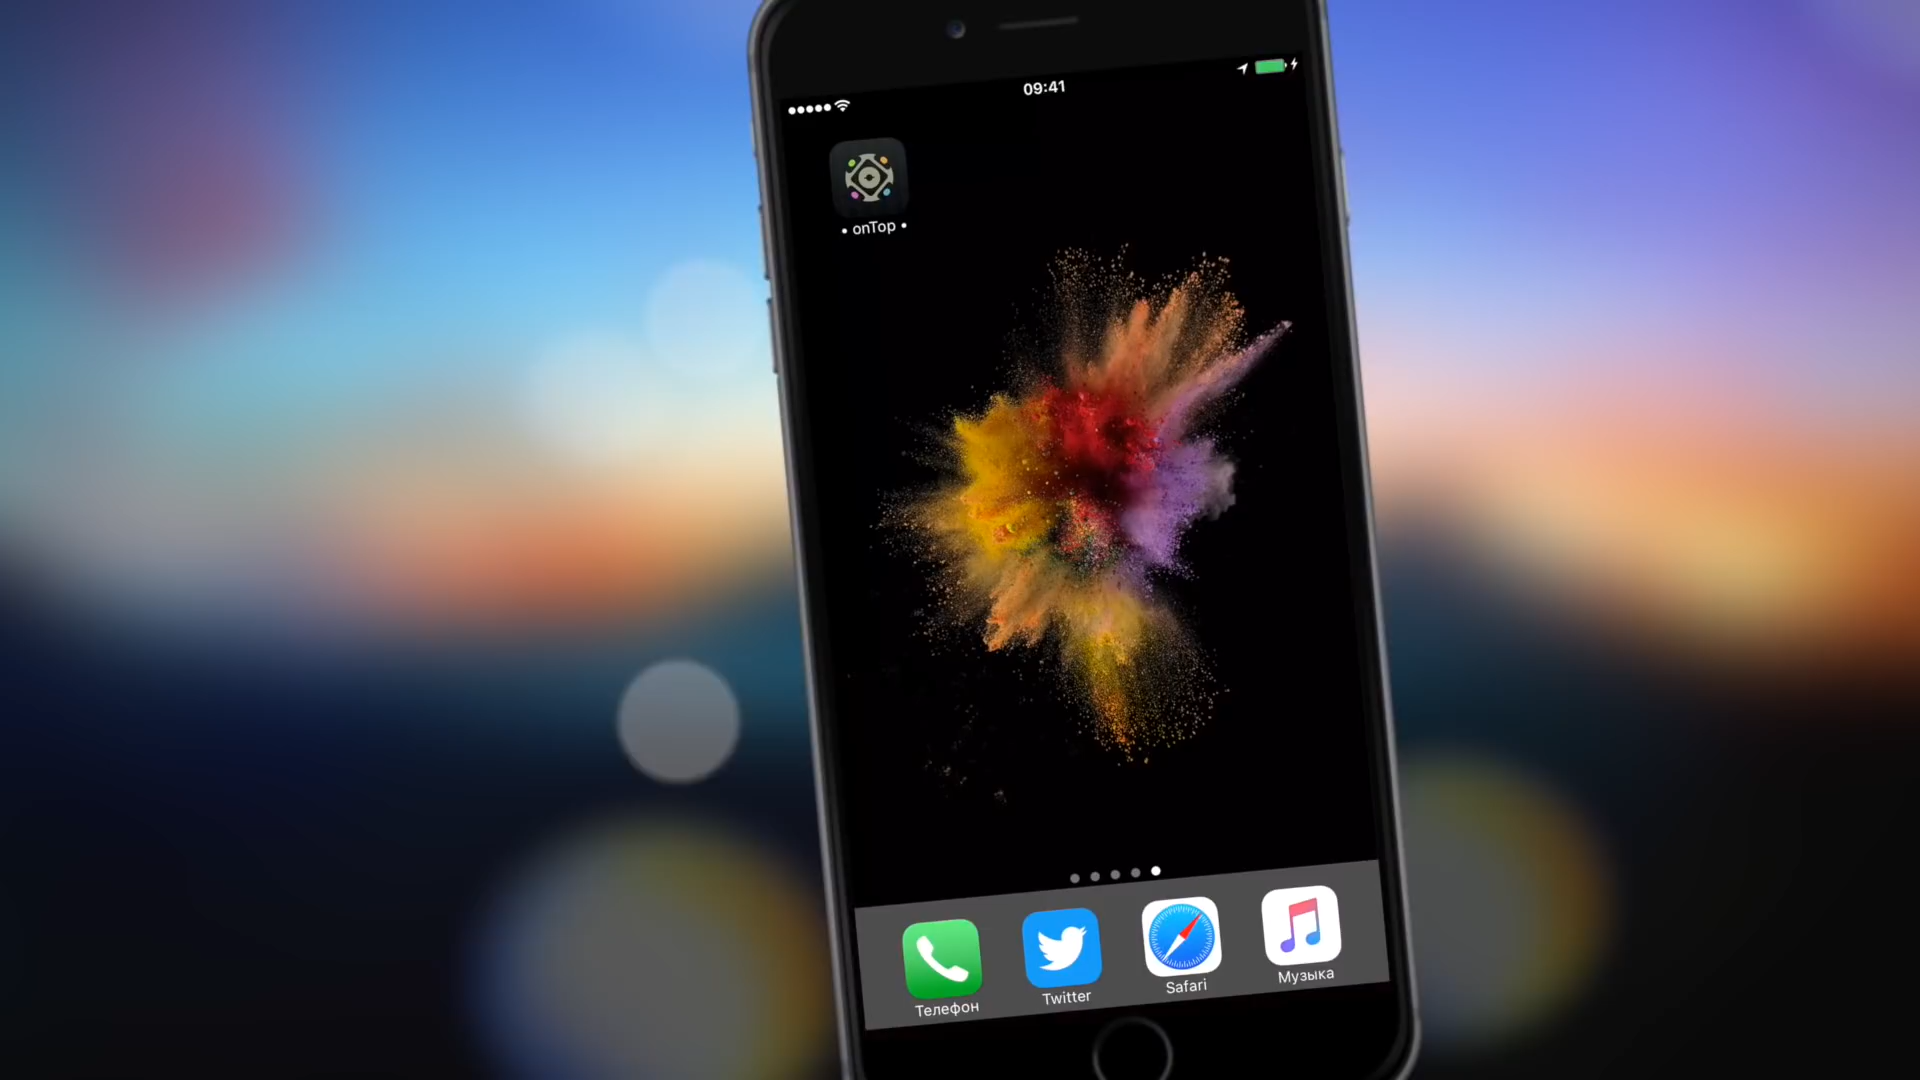 09:41
• onTop •
Телефон
Twitter
Safari
Музыка